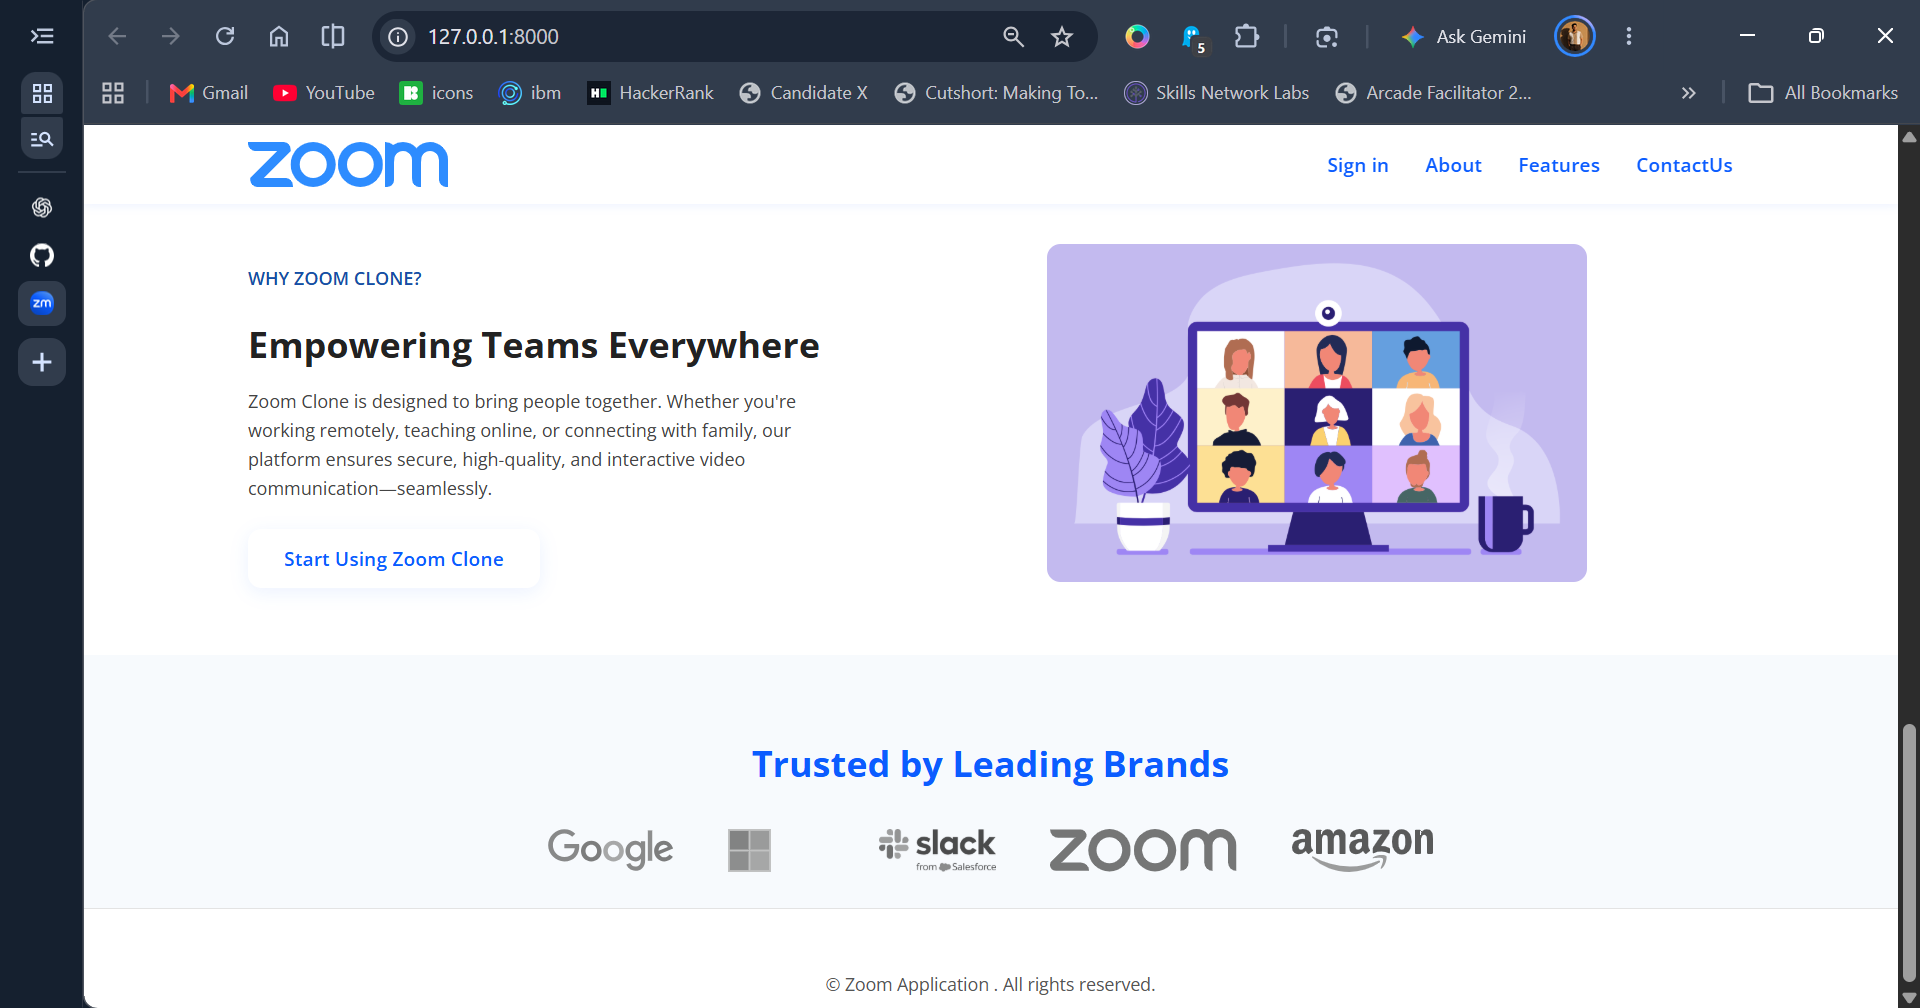 127.0.0.1:8000
5
Ask Gemini
Gmail
YouTube
icons
ibm
HackerRank
Candidate X
Cutshort: Making To...
Skills Network Labs
Arcade Facilitator 2...
»
All Bookmarks
zm
zoom
Sign in
About
Features
ContactUs
WHY ZOOM CLONE?
Empowering Teams Everywhere
Zoom Clone is designed to bring people together. Whether you're
working remotely, teaching online, or connecting with family, our
platform ensures secure, high-quality, and interactive video
communication—seamlessly.
Start Using Zoom Clone
Trusted by Leading Brands
Google
slack
from Salesforce
zoom
amazon
© Zoom Application . All rights reserved.